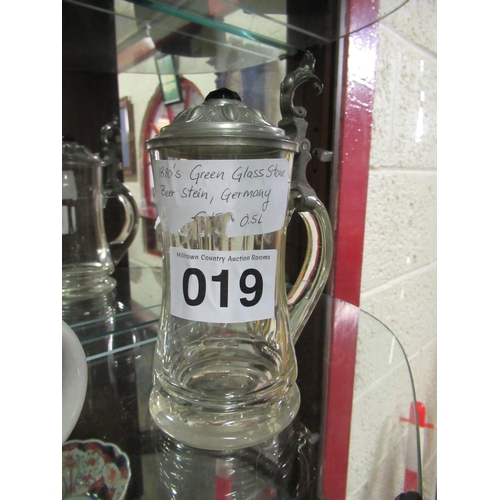 1880's Green Glass Stone
Beer Stein, Germany
0.5L
Milltown Country Auction Rooms
019